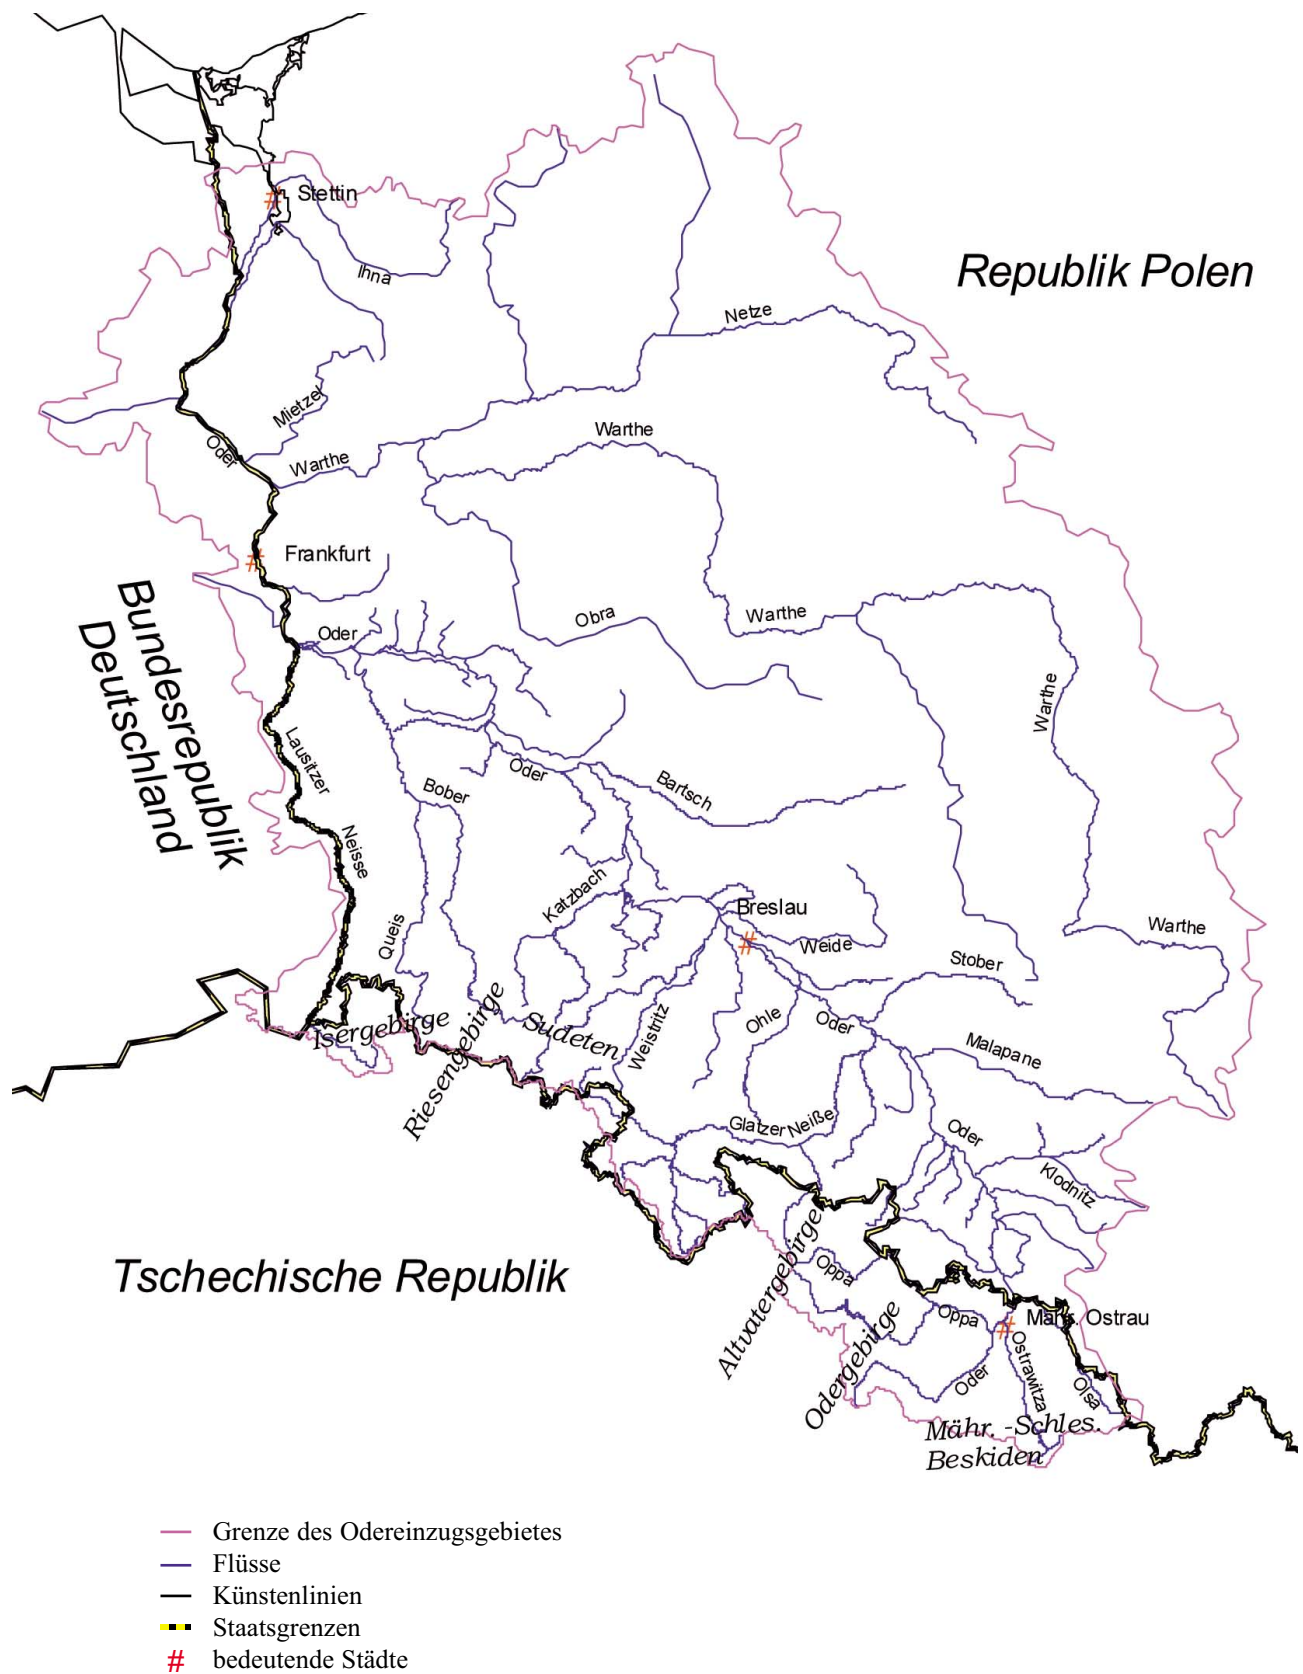 Stettin
Ihna
Republik Polen
Netze
Mietzel
Oder
Warthe
Warthe
Frankfurt
Bundesrepublik
Deutschland
Oder
Obra
Warthe
Warthe
Lausitzer
Neisse
Oder
Bober
Bartsch
Katzbach
Queis
Breslau
Weide
Warthe
Stober
Isergebirge
Riesengebirge
Sudeten
Weistritz
Ohle
Oder
Malapane
Glatzer Neiße
Oder
Klodnitz
Tschechische Republik
Altvatergebirge
Oppa
Odergebirge
Oppa
Mähr. Ostrau
Oder
Ostrawitza
Olsa
Mähr. -Schles.
Beskiden
Grenze des Odereinzugsgebietes
Flüsse
Künstenlinien
Staatsgrenzen
# bedeutende Städte